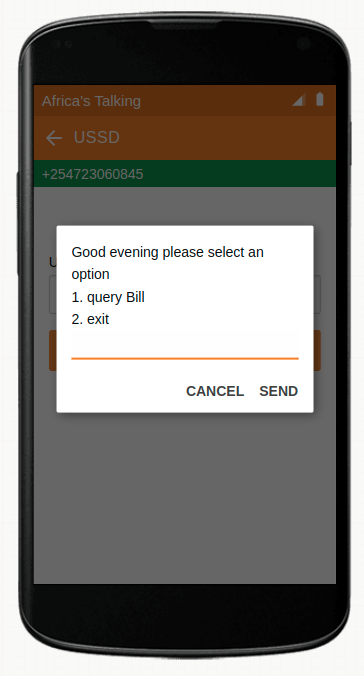 Africa's Talking
USSD
+254723060845
U
Good evening please select an
option
1. query Bill
2. exit
CANCEL SEND